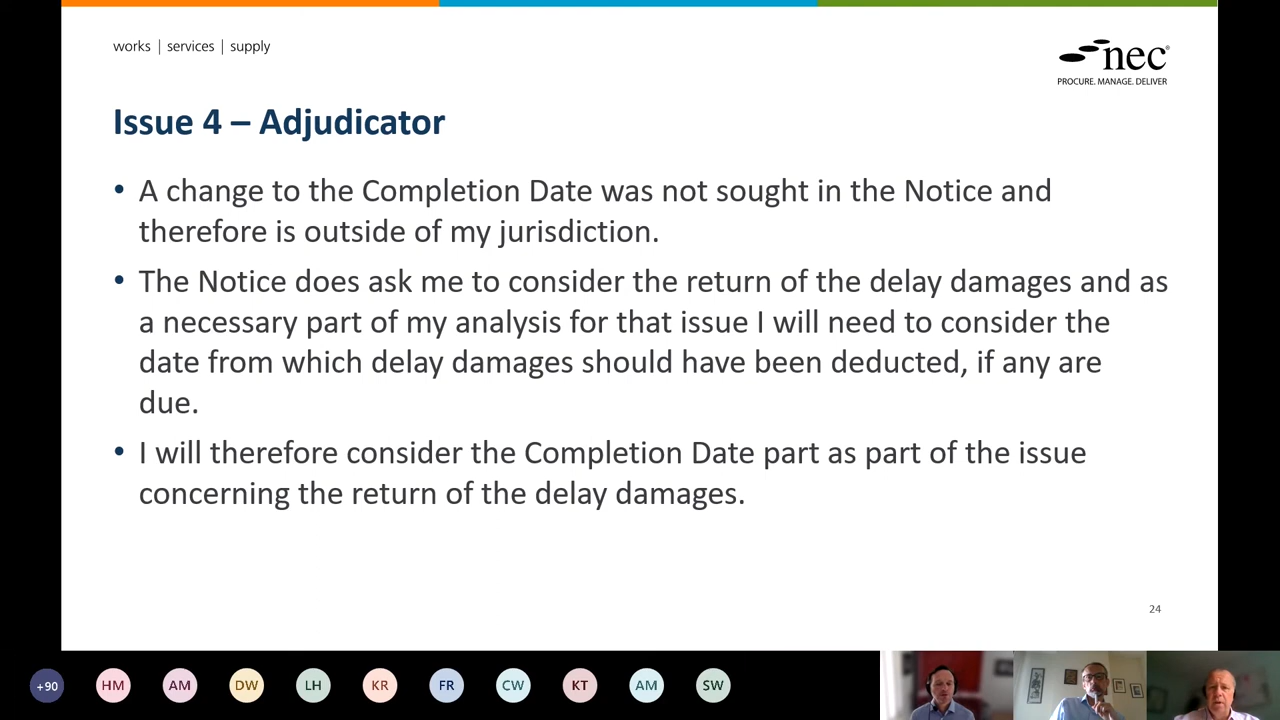 works | services | supply
nec®
PROCURE. MANAGE. DELIVER
Issue 4 – Adjudicator
• A change to the Completion Date was not sought in the Notice and
therefore is outside of my jurisdiction.
• The Notice does ask me to consider the return of the delay damages and as
a necessary part of my analysis for that issue I will need to consider the
date from which delay damages should have been deducted, if any are
due.
• I will therefore consider the Completion Date part as part of the issue
concerning the return of the delay damages.
24
+90 HM AM DW LH KR FR CW KT AM SW